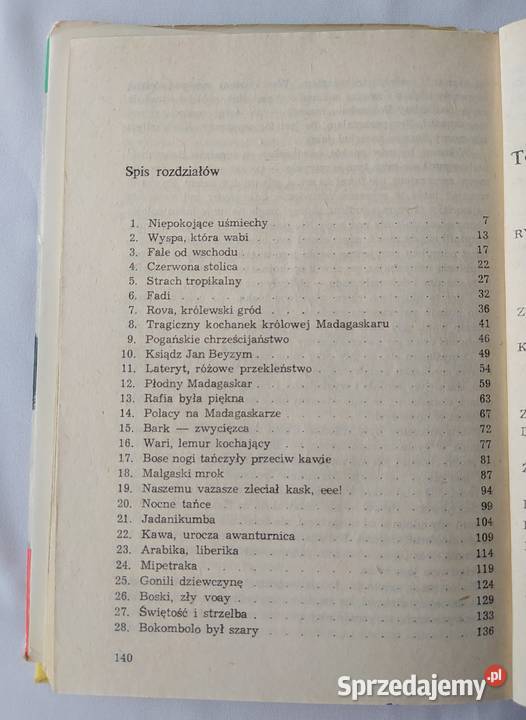 Spis rozdziałów
1. Niepokojące uśmiechy . . . . . . . . . . 7
2. Wyspa, która wabi . . . . . . . . . . 13
3. Fale od wschodu . . . . . . . . . . 17
4. Czerwona stolica . . . . . . . . . . 22
5. Strach tropikalny . . . . . . . . . . 27
6. Fadi . . . . . . . . . . 32
7. Rova, królewski gród . . . . . . . . . . 36
8. Tragiczny kochanek królowej Madagaskaru . . . . 41
9. Pogańskie chrześcijaństwo . . . . . . . . . . 46
10. Ksiądz Jan Beyzym . . . . . . . . . . 49
11. Lateryt, różowe przekleństwo . . . . . . . . 54
12. Płodny Madagaskar . . . . . . . . . . 59
13. Rafia była piękna . . . . . . . . . . 63
14. Polacy na Madagaskarze . . . . . . . . . . 67
15. Bark — zwycięzca . . . . . . . . . . 72
16. Wari, lemur kochający . . . . . . . . . . 77
17. Bose nogi tańczyły przeciw kawie . . . . . . 81
18. Malgaski mrok . . . . . . . . . . 87
19. Naszemu vazasze zleciał kask, eee! . . . . . . 94
20. Nocne tańce . . . . . . . . . . 99
21. Jadanikumba . . . . . . . . . . 104
22. Kawa, urocza awanturnica . . . . . . . . 109
23. Arabika, liberika . . . . . . . . . . 114
24. Mipetraka . . . . . . . . . . 119
25. Gonili dziewczynę . . . . . . . . . . 124
26. Boski, zły voay . . . . . . . . . . 129
27. Świętość i strzelba . . . . . . . . . . 133
28. Bokombolo był szary . . . . . . . . . . 136
140
Sprzedajemy.pl